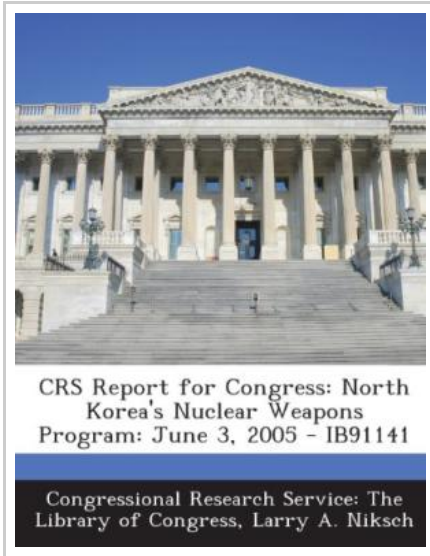 CRS Report for Congress: North
Korea's Nuclear Weapons
Program: June 3, 2005 - IB91141
Congressional Research Service: The
Library of Congress, Larry A. Niksch